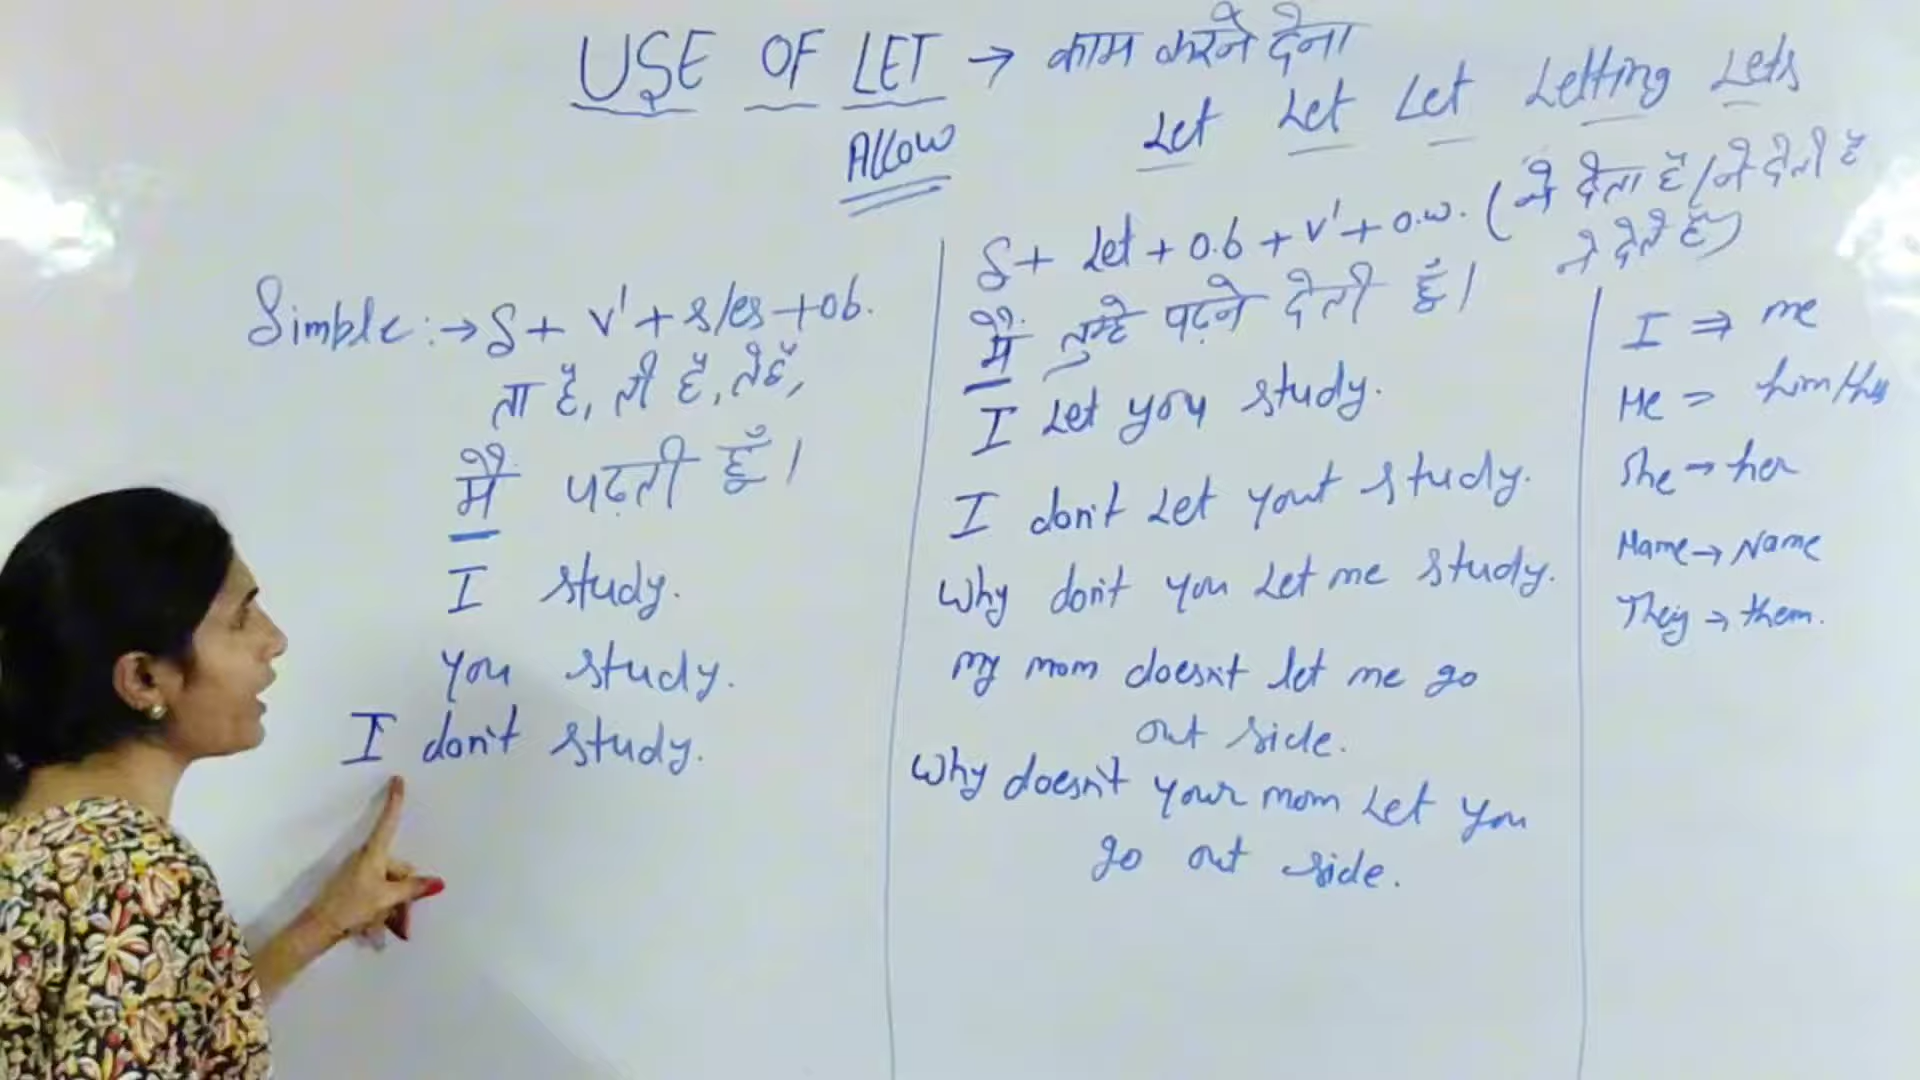 USE OF LET → काम करने देना
Allow
Let Let Let Letting Lets
Simple :→ S + V' + s/es + ob.
ता है, ती है, ते हैं,
मैं पढ़ती हूँ।
I study.
you study.
I don't study.
S + Let + o.b + V' + o.w. (ने देता है/ने देती है
ने देते हैं)
मैं तुम्हे पढ़ने देती हूँ।
I Let you study.
I don't Let yout study.
Why don't you Let me study.
my mom doesn't let me go
out side.
Why doesn't your mom Let you
go out side.
I ⇒ me
He = him/his
She → her
Name → Name
They → them.